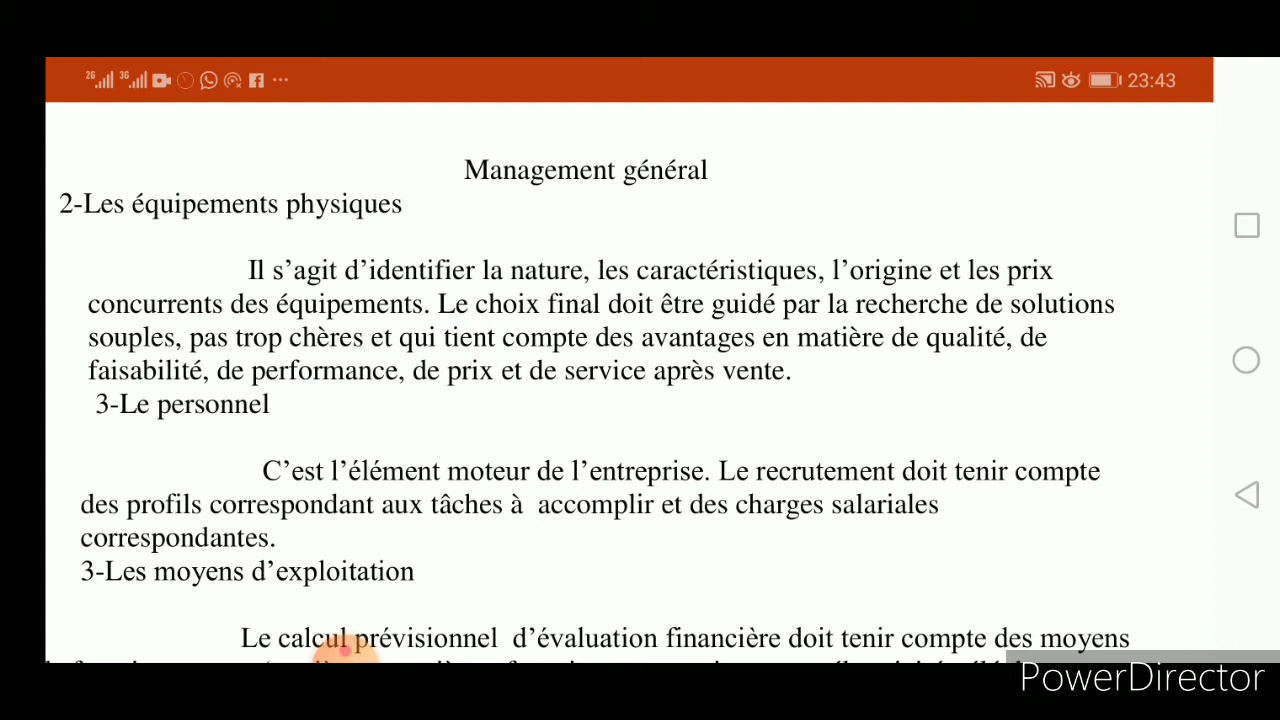 2G 3G 23:43
Management général
2-Les équipements physiques
Il s’agit d’identifier la nature, les caractéristiques, l’origine et les prix
concurrents des équipements. Le choix final doit être guidé par la recherche de solutions
souples, pas trop chères et qui tient compte des avantages en matière de qualité, de
faisabilité, de performance, de prix et de service après vente.
3-Le personnel
C’est l’élément moteur de l’entreprise. Le recrutement doit tenir compte
des profils correspondant aux tâches à accomplir et des charges salariales
correspondantes.
3-Les moyens d’exploitation
Le calcul prévisionnel d’évaluation financière doit tenir compte des moyens
PowerDirector